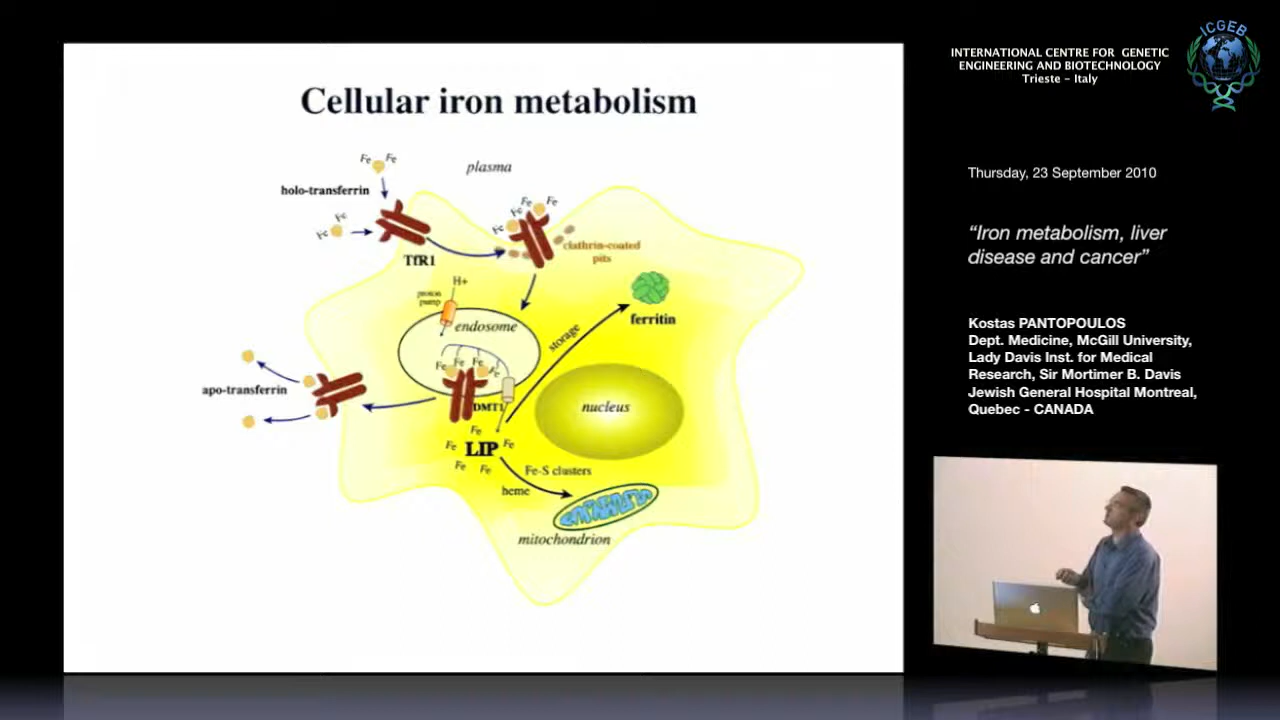 Cellular iron metabolism
Fe Fe
plasma
holo-transferrin
Fe
Fe
Fe
Fe
Fe
Fe
TfR1
clathrin-coated
pits
H+
proton
pump
endosome
ferritin
storage
Fe Fe Fe
Fe
apo-transferrin
DMT1
nucleus
Fe
Fe LIP Fe
Fe Fe
Fe-S clusters
heme
mitochondrion
ICGEB
INTERNATIONAL CENTRE FOR GENETIC
ENGINEERING AND BIOTECHNOLOGY
Trieste - Italy
Thursday, 23 September 2010
“Iron metabolism, liver
disease and cancer”
Kostas PANTOPOULOS
Dept. Medicine, McGill University,
Lady Davis Inst. for Medical
Research, Sir Mortimer B. Davis
Jewish General Hospital Montreal,
Quebec - CANADA